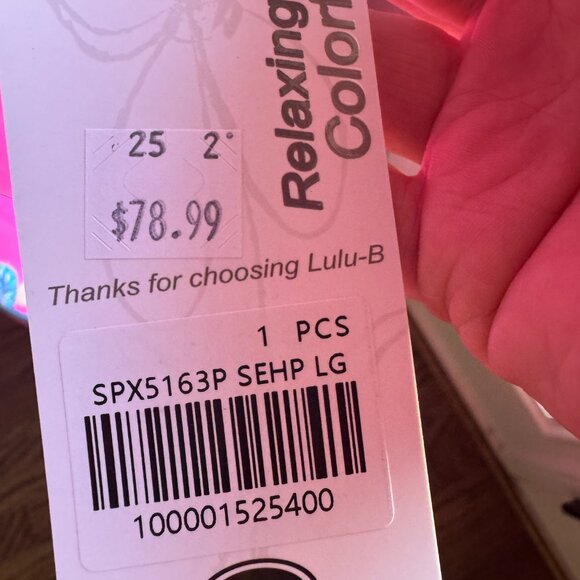 Relaxing
Color
25 2°
$78.99
Thanks for choosing Lulu-B
1 PCS
SPX5163P SEHP LG
100001525400